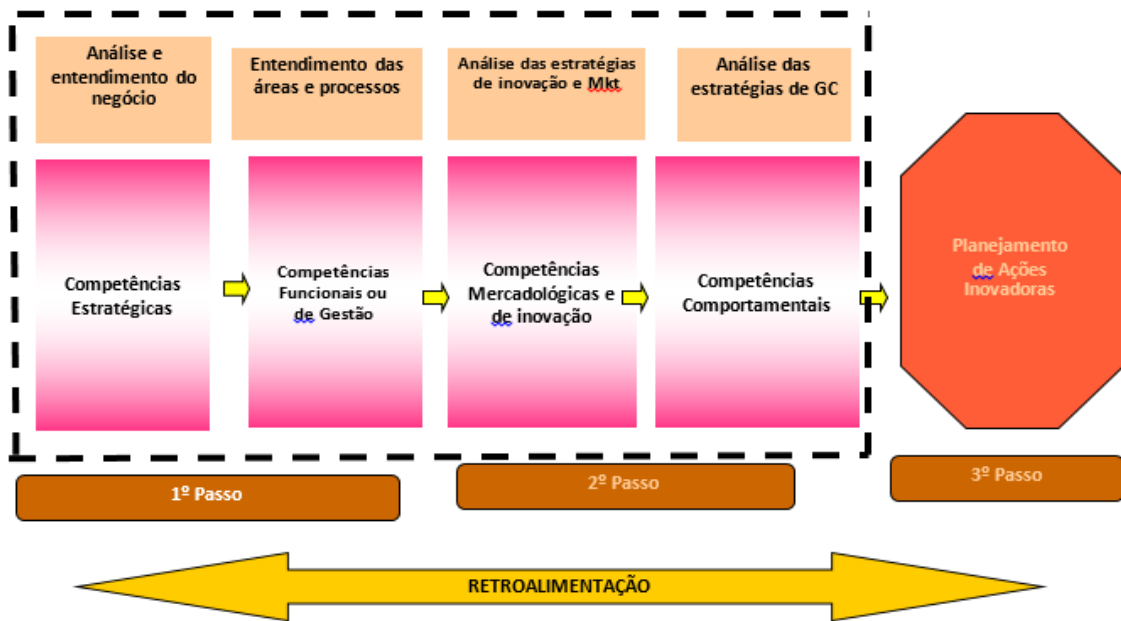 Análise e
entendimento do
negócio
Entendimento das
áreas e processos
Análise das estratégias
de inovação e Mkt
Análise das
estratégias de GC
Competências
Estratégicas
Competências
Funcionais ou
de Gestão
Competências
Mercadológicas e
de inovação
Competências
Comportamentais
Planejamento
de Ações
Inovadoras
1º Passo
2º Passo
3º Passo
RETROALIMENTAÇÃO